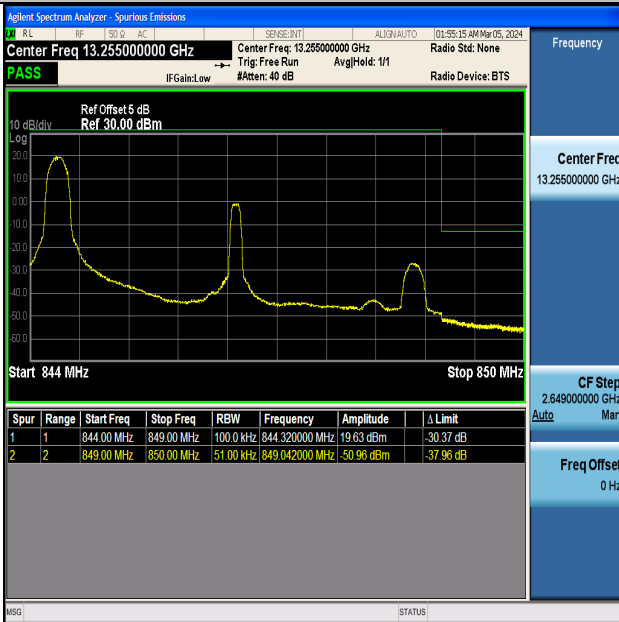 Agilent Spectrum Analyzer - Spurious Emissions
RL RF 50 Ω AC SENSE:INT ALIGN AUTO 01:55:15 AM Mar 05, 2024
Center Freq 13.255000000 GHz
Center Freq: 13.255000000 GHz
Radio Std: None
Trig: Free Run Avg|Hold: 1/1
PASS
IFGain:Low
#Atten: 40 dB
Radio Device: BTS
Ref Offset 5 dB
10 dB/div Ref 30.00 dBm
Log
20.0
10.0
0.00
-10.0
-20.0
-30.0
-40.0
-50.0
-60.0
Start 844 MHz
Stop 850 MHz
Spur Range Start Freq Stop Freq RBW Frequency Amplitude Δ Limit
1 1 844.00 MHz 849.00 MHz 100.0 kHz 844.320000 MHz 19.63 dBm -30.37 dB
2 2 849.00 MHz 850.00 MHz 51.00 kHz 849.042000 MHz -50.96 dBm -37.96 dB
MSG
STATUS
Frequency
Center Freq
13.255000000 GHz
CF Step
2.649000000 GHz
Auto Man
Freq Offset
0 Hz